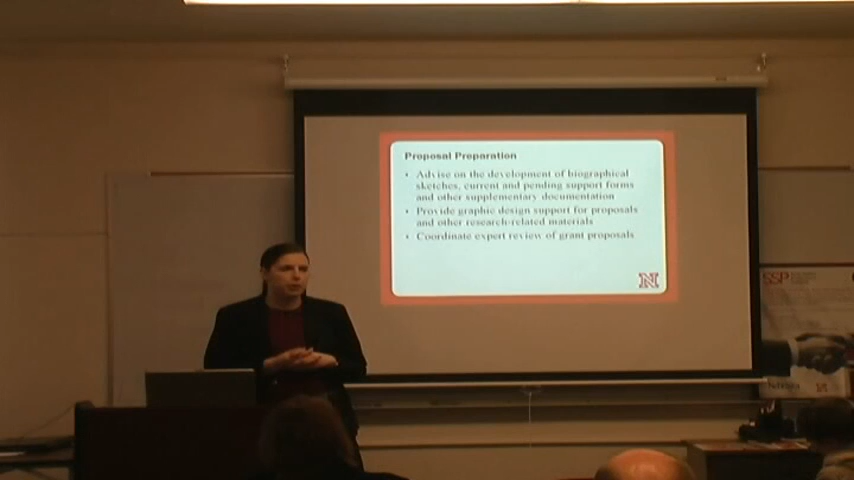 Proposal Preparation
• Advise on the development of biographical
sketches, current and pending support forms
and other supplementary documentation
• Provide graphic design support for proposals
and other research-related materials
• Coordinate expert review of grant proposals
N
SSP
N